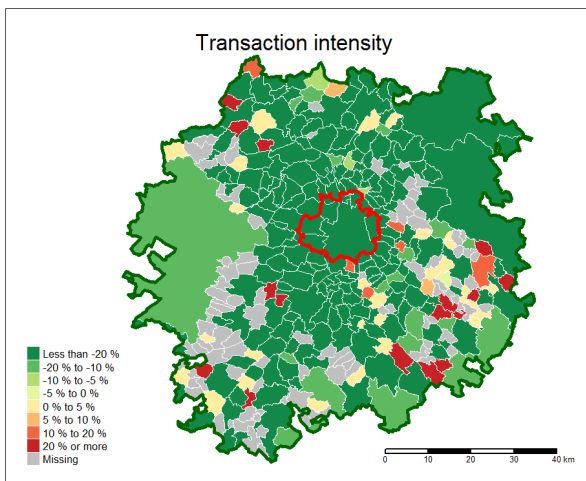 Transaction intensity
Less than -20 %
-20 % to -10 %
-10 % to -5 %
-5 % to 0 %
0 % to 5 %
5 % to 10 %
10 % to 20 %
20 % or more
Missing
0 10 20 30 40 km